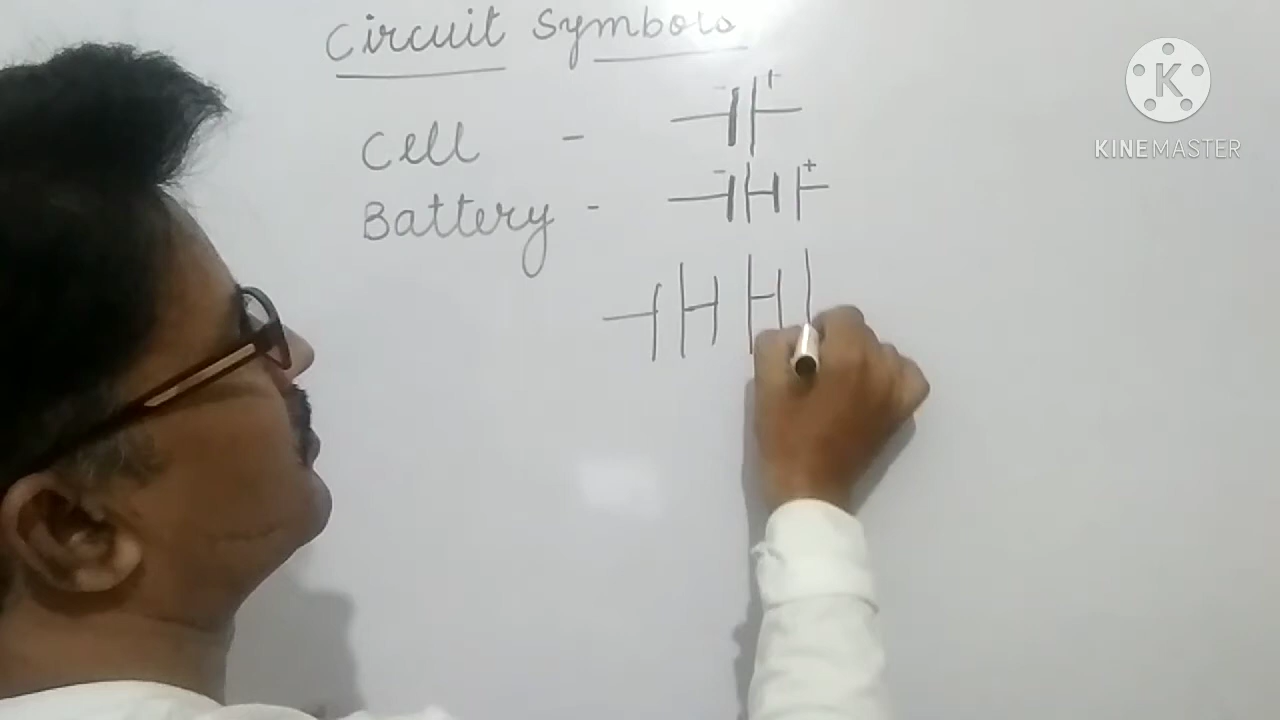 Circuit Symbols
Cell - - +
Battery - - +
K
KINEMASTER